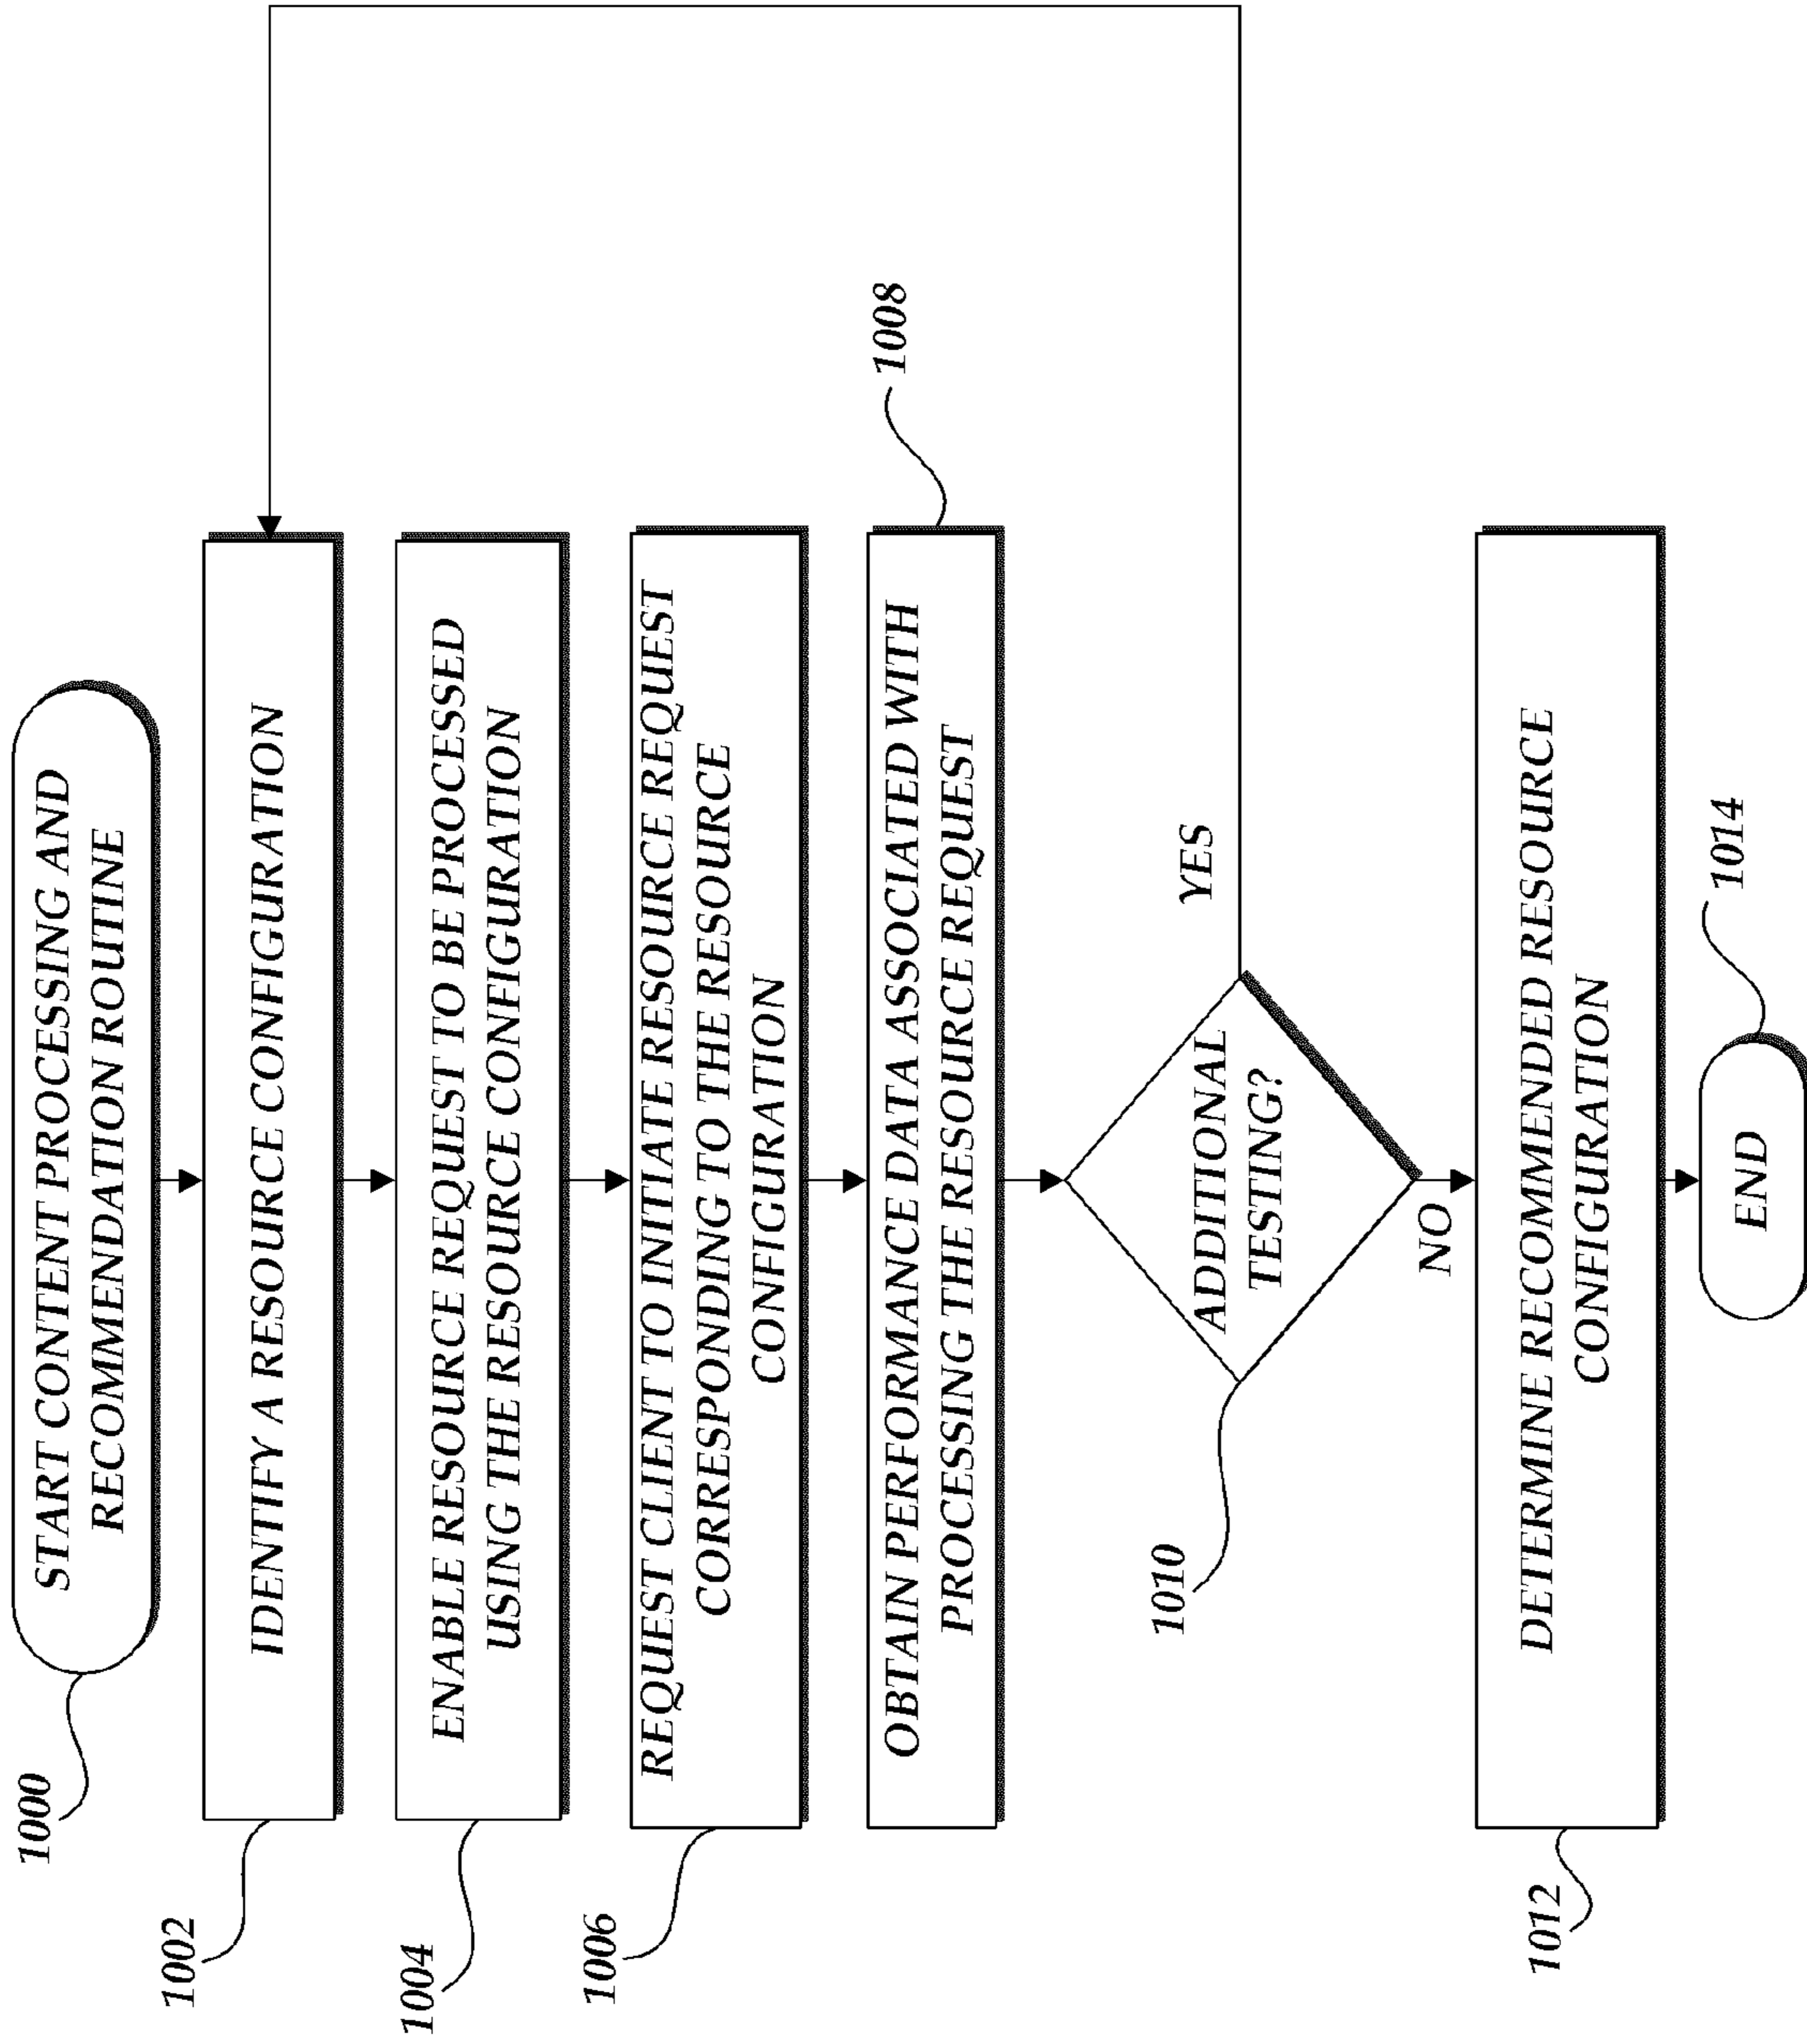 1000
START CONTENT PROCESSING AND
RECOMMENDATION ROUTINE
1002
IDENTIFY A RESOURCE CONFIGURATION
1004
ENABLE RESOURCE REQUEST TO BE PROCESSED
USING THE RESOURCE CONFIGURATION
1006
REQUEST CLIENT TO INITIATE RESOURCE REQUEST
CORRESPONDING TO THE RESOURCE
CONFIGURATION
1008
OBTAIN PERFORMANCE DATA ASSOCIATED WITH
PROCESSING THE RESOURCE REQUEST
1010
ADDITIONAL
TESTING?
YES
NO
1012
DETERMINE RECOMMENDED RESOURCE
CONFIGURATION
1014
END